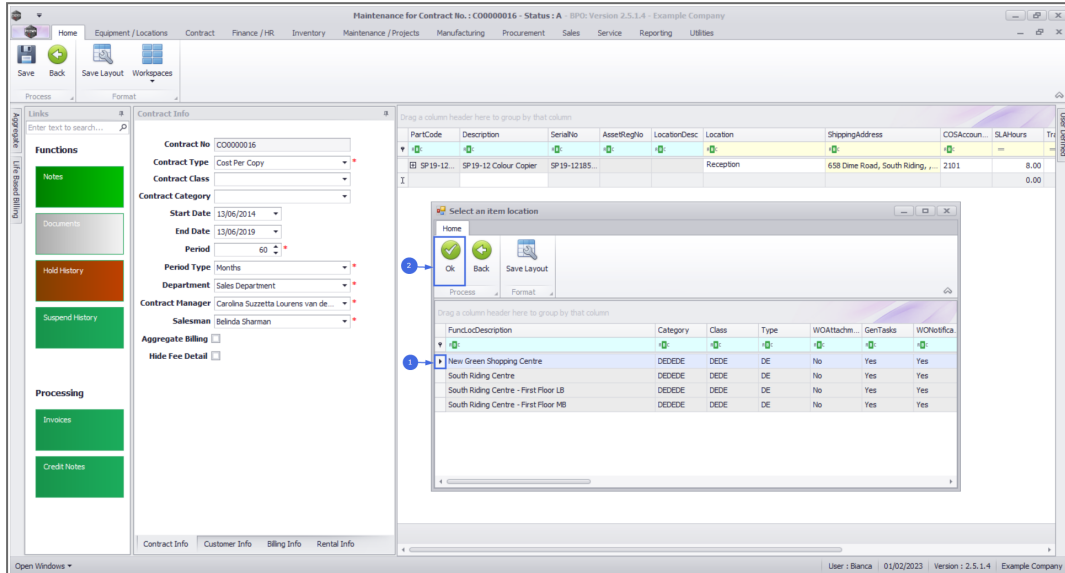 Maintenance for Contract No. : CO0000016 - Status : A - BPO: Version 2.5.1.4 - Example Company
Home Equipment / Locations Contract Finance / HR Inventory Maintenance / Projects Manufacturing Procurement Sales Service Reporting Utilities
Save Back Save Layout Workspaces
Process Format
Aggregate
Life Based Billing
Links
Enter text to search...
Functions
Notes
Documents
Hold History
Suspend History
Processing
Invoices
Credit Notes
Contract Info
Contract No CO0000016
Contract Type Cost Per Copy *
Contract Class
Contract Category
Start Date 13/06/2014
End Date 13/06/2019
Period 60 *
Period Type Months *
Department Sales Department *
Contract Manager Carolina Suzzetta Lourens van de... *
Salesman Belinda Sharman *
Aggregate Billing
Hide Fee Detail
Contract Info Customer Info Billing Info Rental Info
Drag a column header here to group by that column
PartCode Description SerialNo AssetRegNo LocationDesc Location ShippingAddress COSAccoun... SLAHours Tra
SP19-12... SP19-12 Colour Copier SP19-12185... Reception 658 Dime Road, South Riding, ,... 2101 8.00
0.00
User Defined
Select an item location
Home
Ok Back Save Layout
Process Format
Drag a column header here to group by that column
FuncLocDescription Category Class Type WOAttachm... GenTasks WONotifica...
New Green Shopping Centre DEDEDE DEDE DE No Yes Yes
South Riding Centre DEDEDE DEDE DE No Yes Yes
South Riding Centre - First Floor LB DEDEDE DEDE DE No Yes Yes
South Riding Centre - First Floor MB DEDEDE DEDE DE No Yes Yes
2
1
Open Windows
User : Bianca 01/02/2023 Version : 2.5.1.4 Example Company